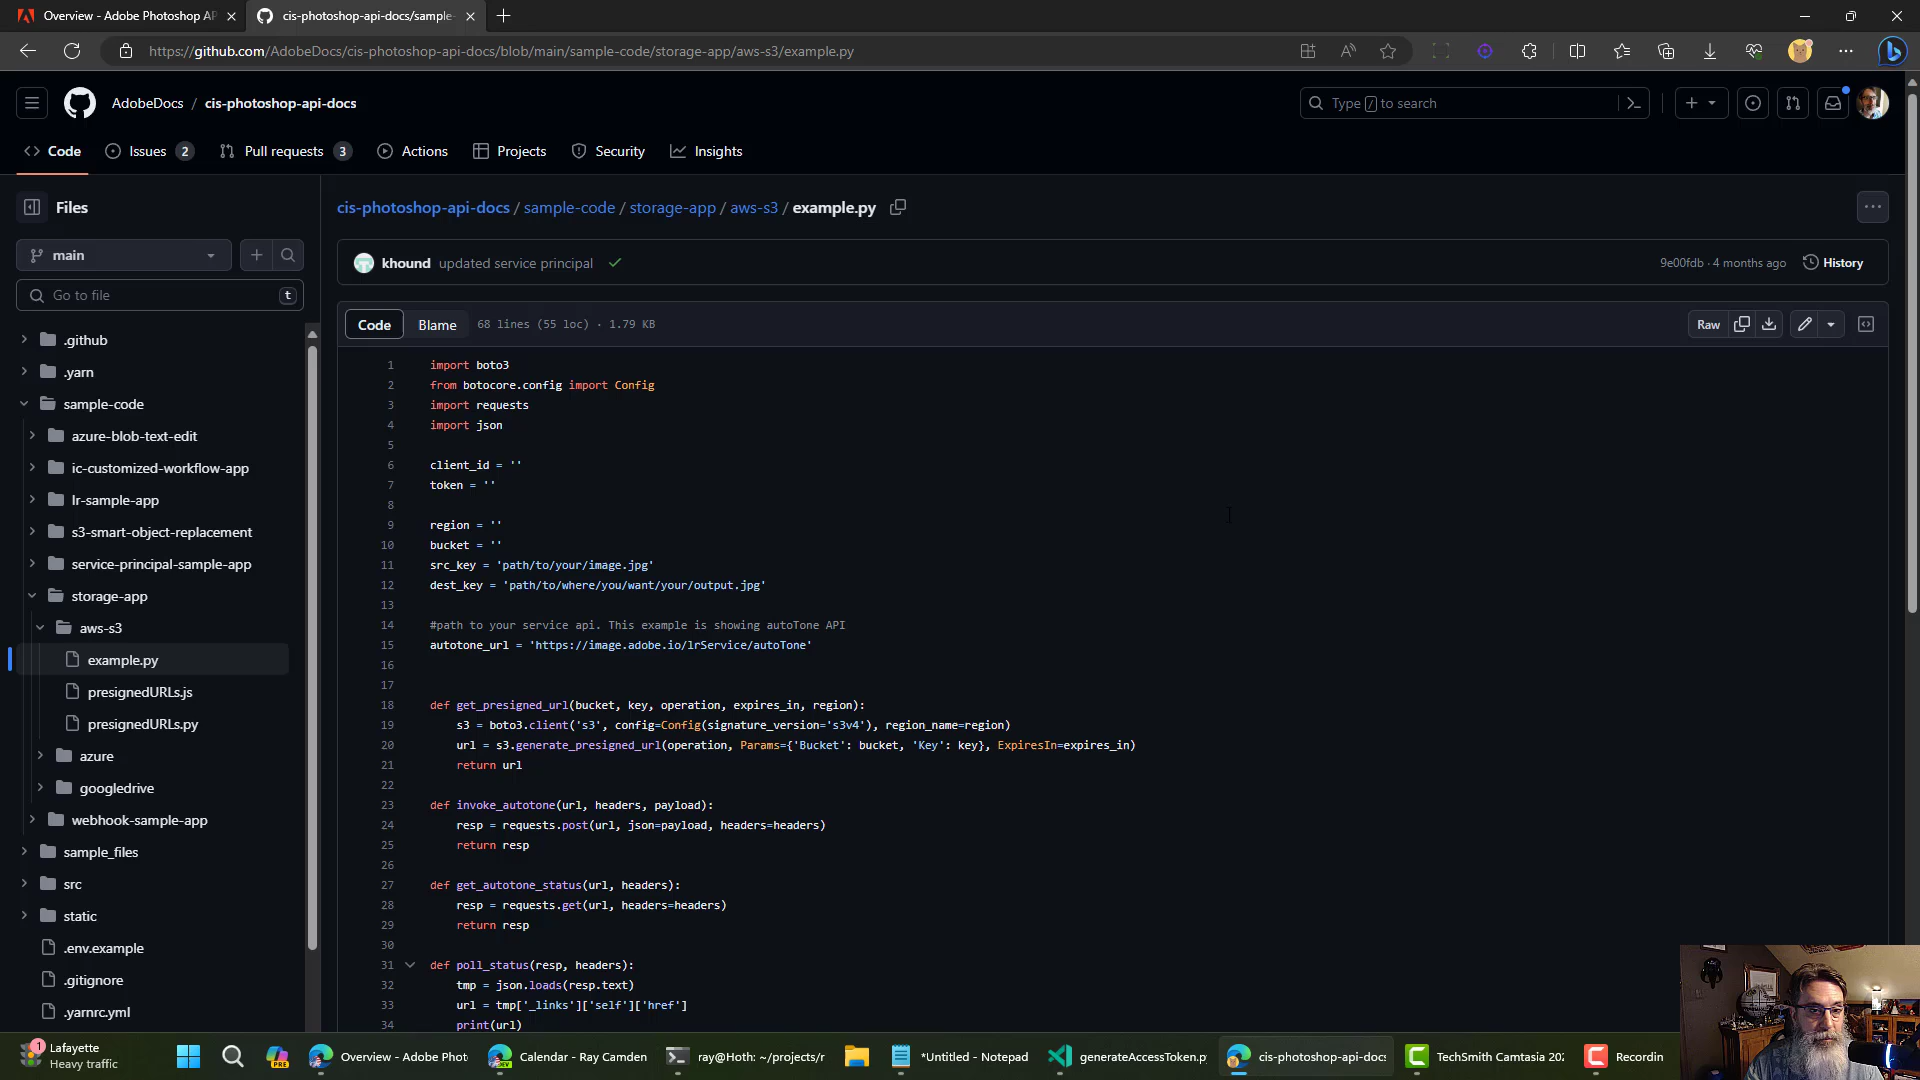 Overview - Adobe Photoshop AP
cis-photoshop-api-docs/sample-
https://github.com/AdobeDocs/cis-photoshop-api-docs/blob/main/sample-code/storage-app/aws-s3/example.py
AdobeDocs / cis-photoshop-api-docs
Type / to search
Code
Issues 2
Pull requests 3
Actions
Projects
Security
Insights
Files
main
Go to file
t
.github
.yarn
sample-code
azure-blob-text-edit
ic-customized-workflow-app
lr-sample-app
s3-smart-object-replacement
service-principal-sample-app
storage-app
aws-s3
example.py
presignedURLs.js
presignedURLs.py
azure
googledrive
webhook-sample-app
sample_files
src
static
.env.example
.gitignore
.yarnrc.yml
cis-photoshop-api-docs / sample-code / storage-app / aws-s3 / example.py
khound updated service principal
9e00fdb · 4 months ago
History
Code
Blame
68 lines (55 loc) · 1.79 KB
Raw
1 import boto3
2 from botocore.config import Config
3 import requests
4 import json
5
6 client_id = ''
7 token = ''
8
9 region = ''
10 bucket = ''
11 src_key = 'path/to/your/image.jpg'
12 dest_key = 'path/to/where/you/want/your/output.jpg'
13
14 #path to your service api. This example is showing autoTone API
15 autotone_url = 'https://image.adobe.io/lrService/autoTone'
16
17
18 def get_presigned_url(bucket, key, operation, expires_in, region):
19 s3 = boto3.client('s3', config=Config(signature_version='s3v4'), region_name=region)
20 url = s3.generate_presigned_url(operation, Params={'Bucket': bucket, 'Key': key}, ExpiresIn=expires_in)
21 return url
22
23 def invoke_autotone(url, headers, payload):
24 resp = requests.post(url, json=payload, headers=headers)
25 return resp
26
27 def get_autotone_status(url, headers):
28 resp = requests.get(url, headers=headers)
29 return resp
30
31 def poll_status(resp, headers):
32 tmp = json.loads(resp.text)
33 url = tmp['_links']['self']['href']
34 print(url)
1
Lafayette
Heavy traffic
PRE
Overview - Adobe Phot
DEV
Calendar - Ray Camden
ray@Hoth: ~/projects/r
*Untitled - Notepad
generateAccessToken.py
cis-photoshop-api-docs
TechSmith Camtasia 202
Recordin